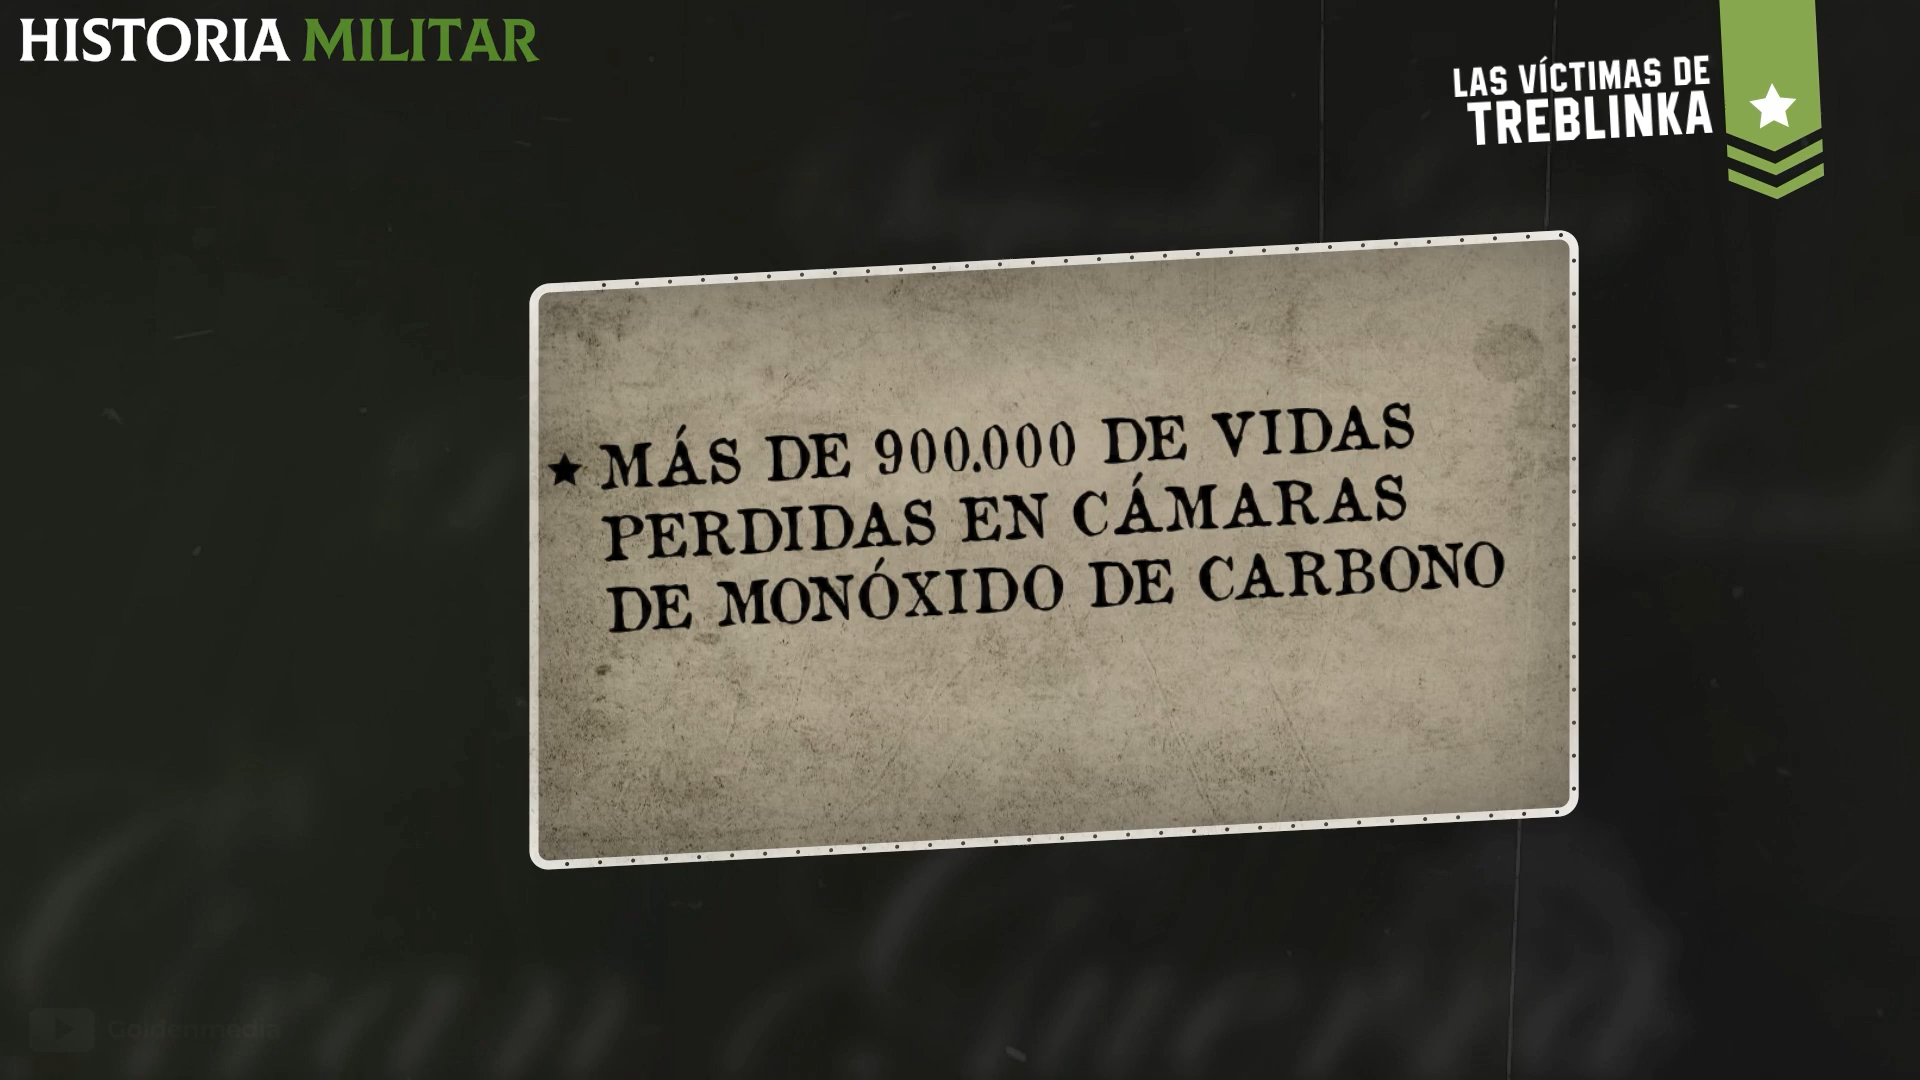 HISTORIA MILITAR
LAS VÍCTIMAS DE
TREBLINKA
★ MÁS DE 900.000 DE VIDAS
PERDIDAS EN CÁMARAS
DE MONÓXIDO DE CARBONO
Goldenmedia